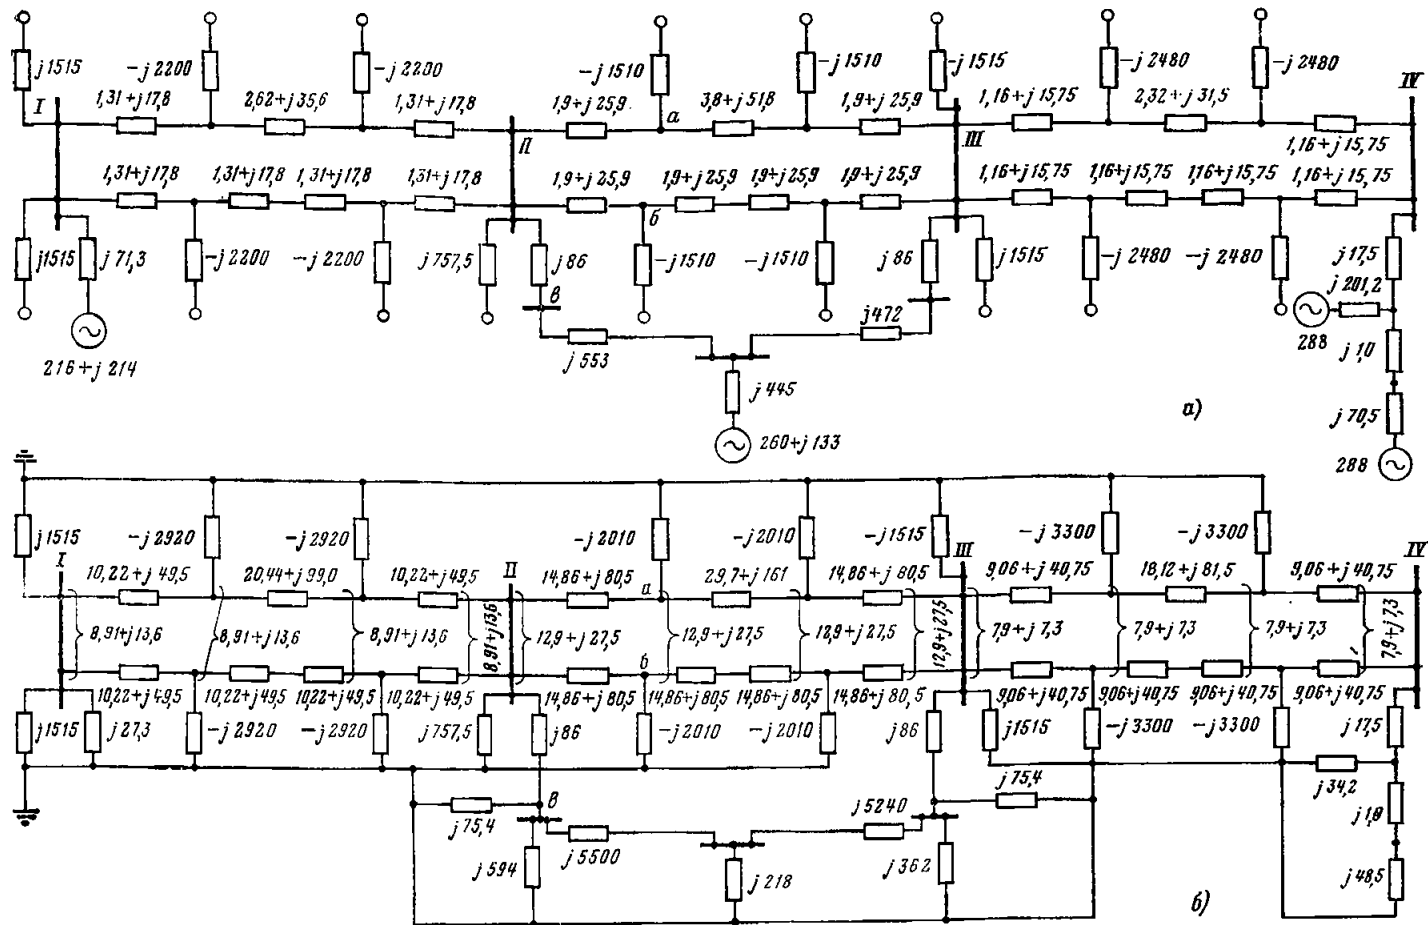 j1515
-j2200
-j2200
-j1510
-j1510
-j1515
-j2480
-j2480
IV
I
1,31+j17,8
2,62+j35,6
1,31+j17,8
1,9+j25,9
а
3,8+j51,8
1,9+j25,9
1,16+j15,75
2,32+j31,5
1,16+j15,75
II
III
1,31+j17,8
1,31+j17,8
1,31+j17,8
1,31+j17,8
1,9+j25,9
1,9+j25,9
1,9+j25,9
1,9+j25,9
1,16+j15,75
1,16+j15,75
1,16+j15,75
1,16+j15,75
б
j1515
j71,3
-j2200
-j2200
j757,5
j86
-j1510
-j1510
j86
j1515
-j2480
-j2480
j17,5
в
j472
j201,2
216+j214
j553
288
j1,0
j445
а)
j70,5
260+j133
288
j1515
-j2920
-j2920
-j2010
-j2010
-j1515
-j3300
-j3300
I
II
III
IV
10,22+j49,5
20,44+j99,0
10,22+j49,5
14,86+j80,5
а
29,7+j161
14,86+j80,5
9,06+j40,75
18,12+j81,5
9,06+j40,75
8,91+j13,6
8,91+j13,6
8,91+j13,6
8,91+j13,6
12,9+j27,5
12,9+j27,5
12,9+j27,5
12,9+j27,5
7,9+j7,3
7,9+j7,3
7,9+j7,3
7,9+j7,3
б
10,22+j49,5
10,22+j49,5
10,22+j49,5
10,22+j49,5
14,86+j80,5
14,86+j80,5
14,86+j80,5
14,86+j80,5
9,06+j40,75
9,06+j40,75
9,06+j40,75
9,06+j40,75
j1515
j27,3
-j2920
-j2920
j757,5
j86
-j2010
-j2010
j86
j1515
-j3300
-j3300
j17,5
j75,4
в
j5240
j75,4
j34,2
j594
j5500
j218
j362
j1,0
j48,5
б)